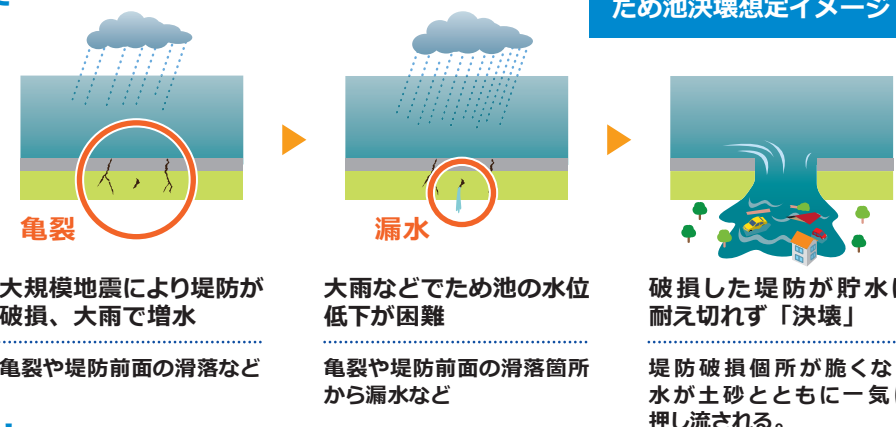 ため池決壊想定イメージ
亀裂
大規模地震により堤防が
破損、大雨で増水
亀裂や堤防前面の滑落など
漏水
大雨などでため池の水位
低下が困難
亀裂や堤防前面の滑落箇所
から漏水など
破損した堤防が貯水に
耐え切れず「決壊」
堤防破損個所が脆くな
水が土砂とともに一気に
押し流される。